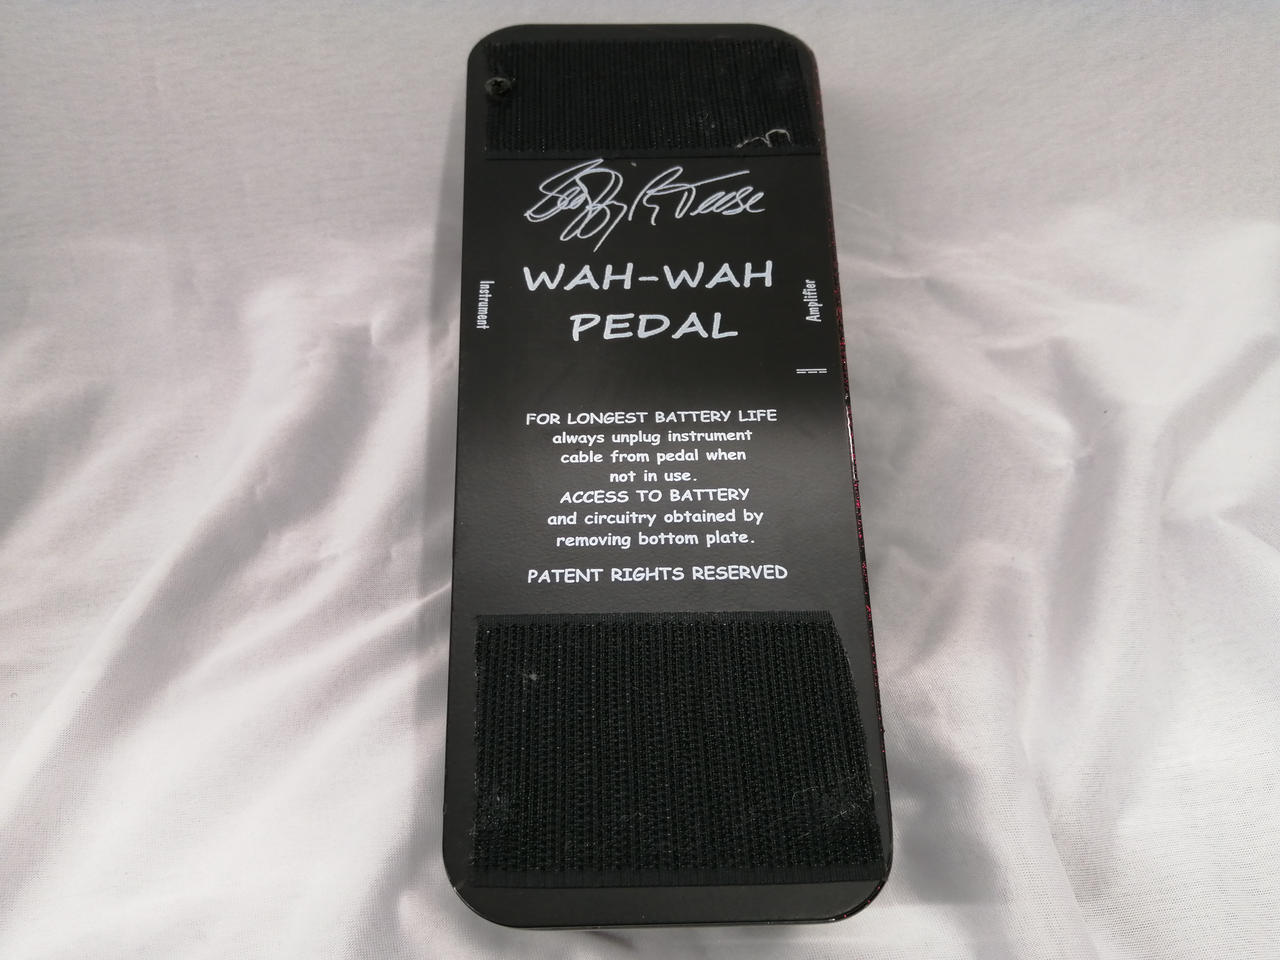 Teese
WAH-WAH
PEDAL
Instrument
Amplifier
FOR LONGEST BATTERY LIFE
always unplug instrument
cable from pedal when
not in use.
ACCESS TO BATTERY
and circuitry obtained by
removing bottom plate.
PATENT RIGHTS RESERVED